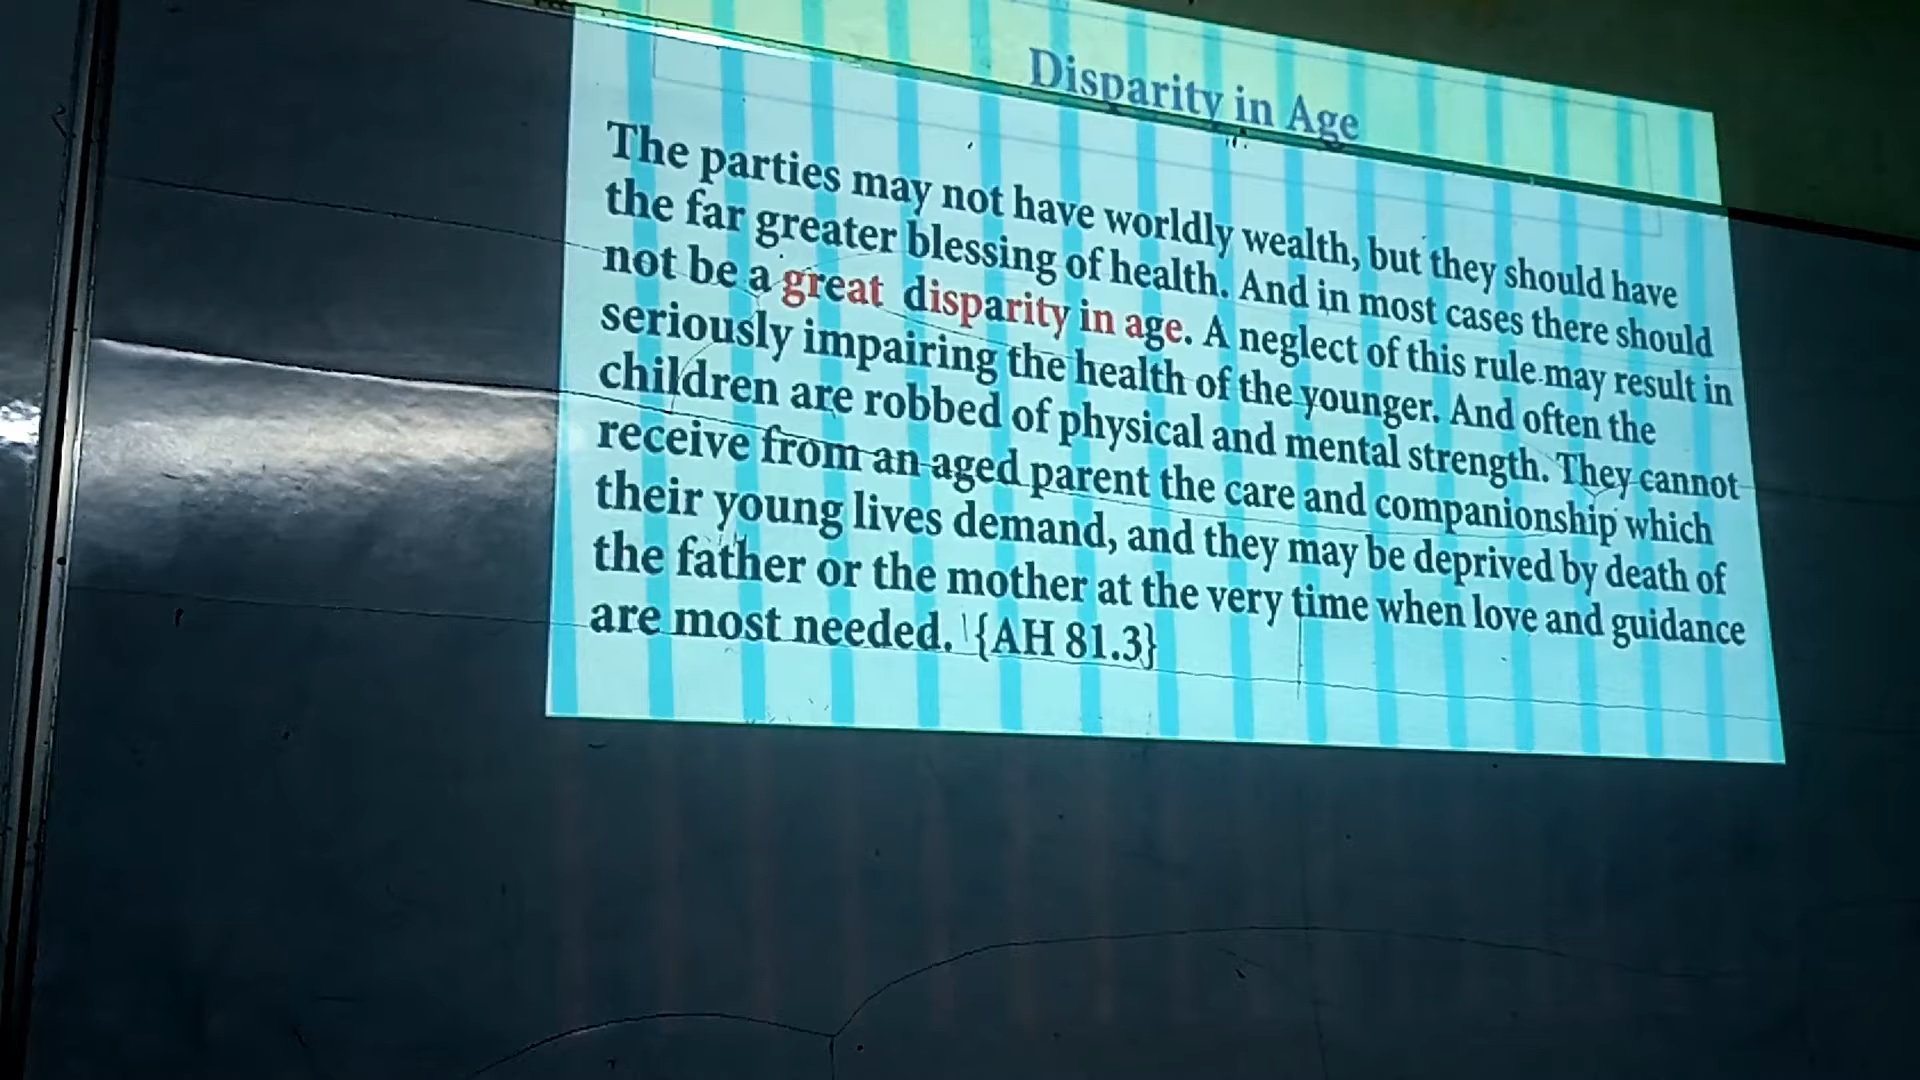 Disparity in Age
The parties may not have worldly wealth, but they should have
the far greater blessing of health. And in most cases there should
not be a great disparity in age. A neglect of this rule may result in
seriously impairing the health of the younger. And often the
children are robbed of physical and mental strength. They cannot
receive from an aged parent the care and companionship which
their young lives demand, and they may be deprived by death of
the father or the mother at the very time when love and guidance
are most needed. {AH 81.3}